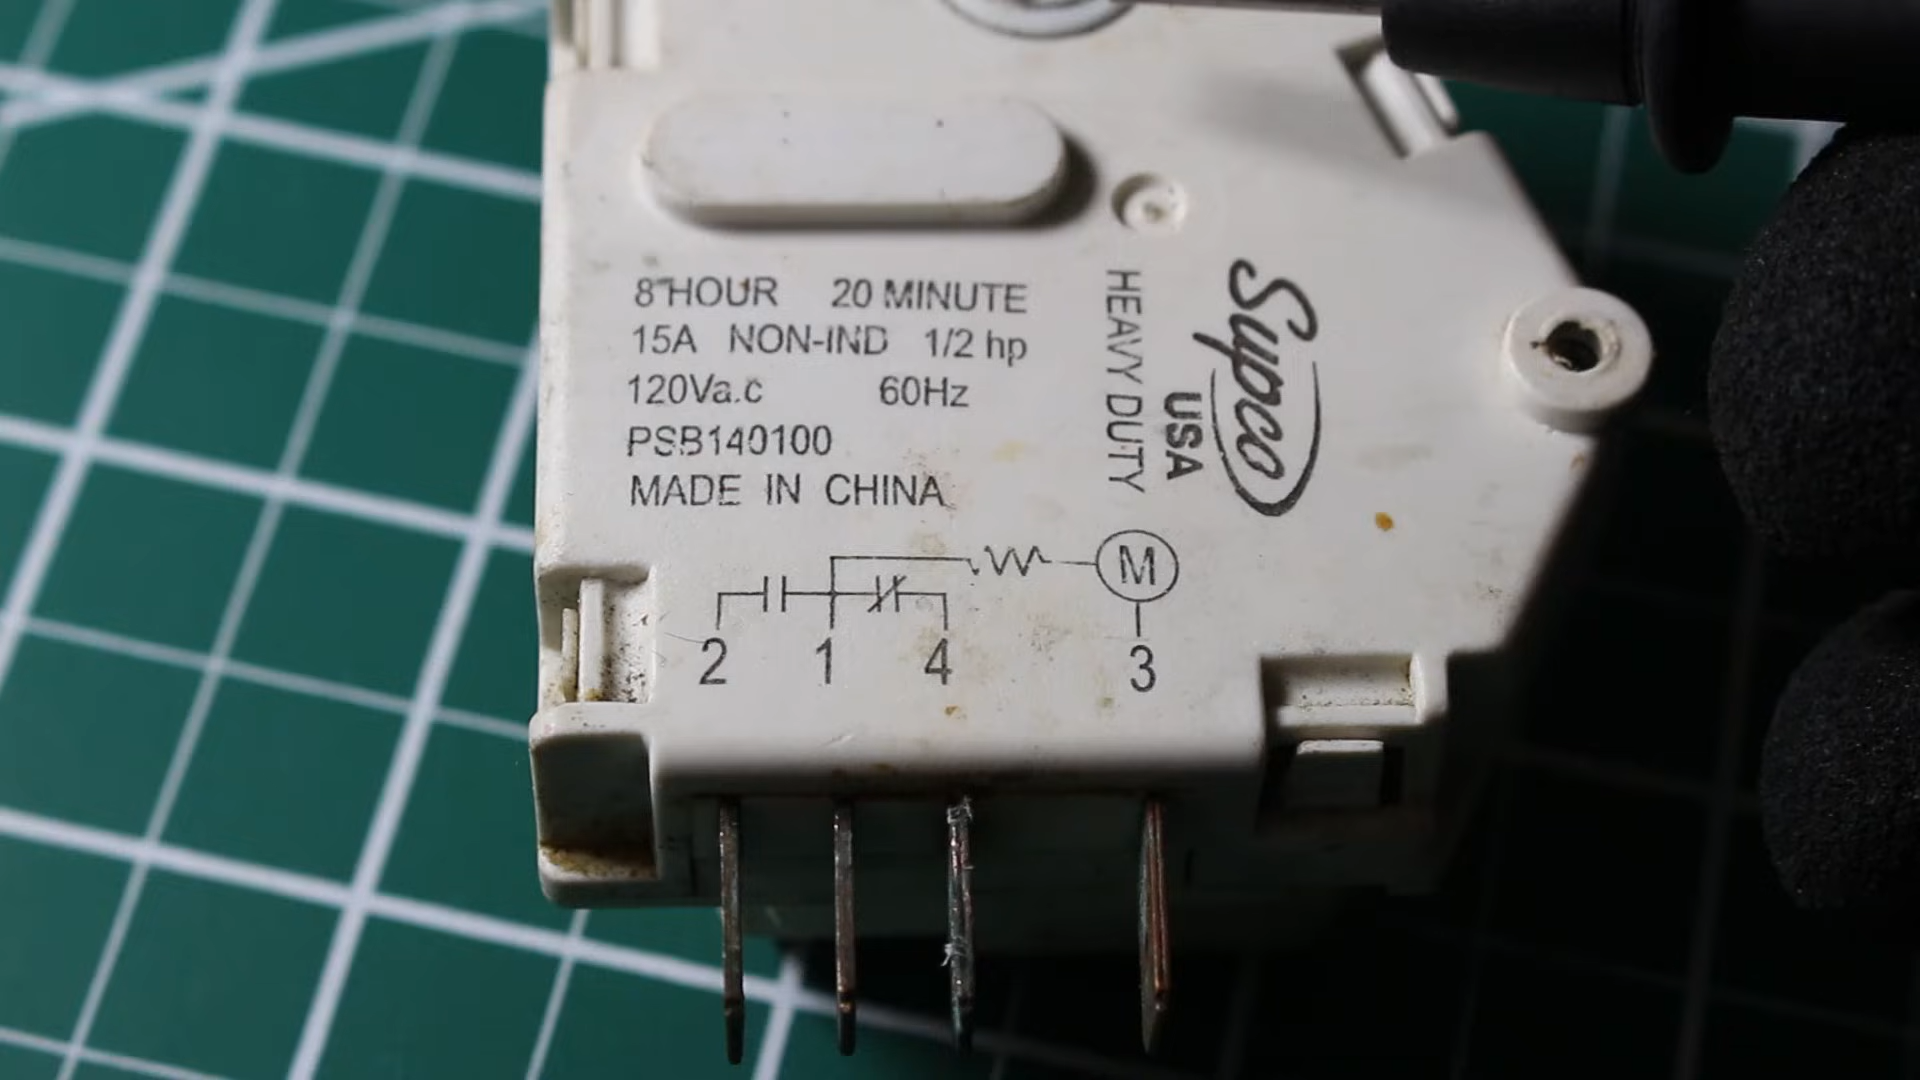 8 HOUR 20 MINUTE
15A NON-IND 1/2 hp
120Va.c 60Hz
PSB140100
MADE IN CHINA
HEAVY DUTY
USA
Supco
M
2 1 4 3